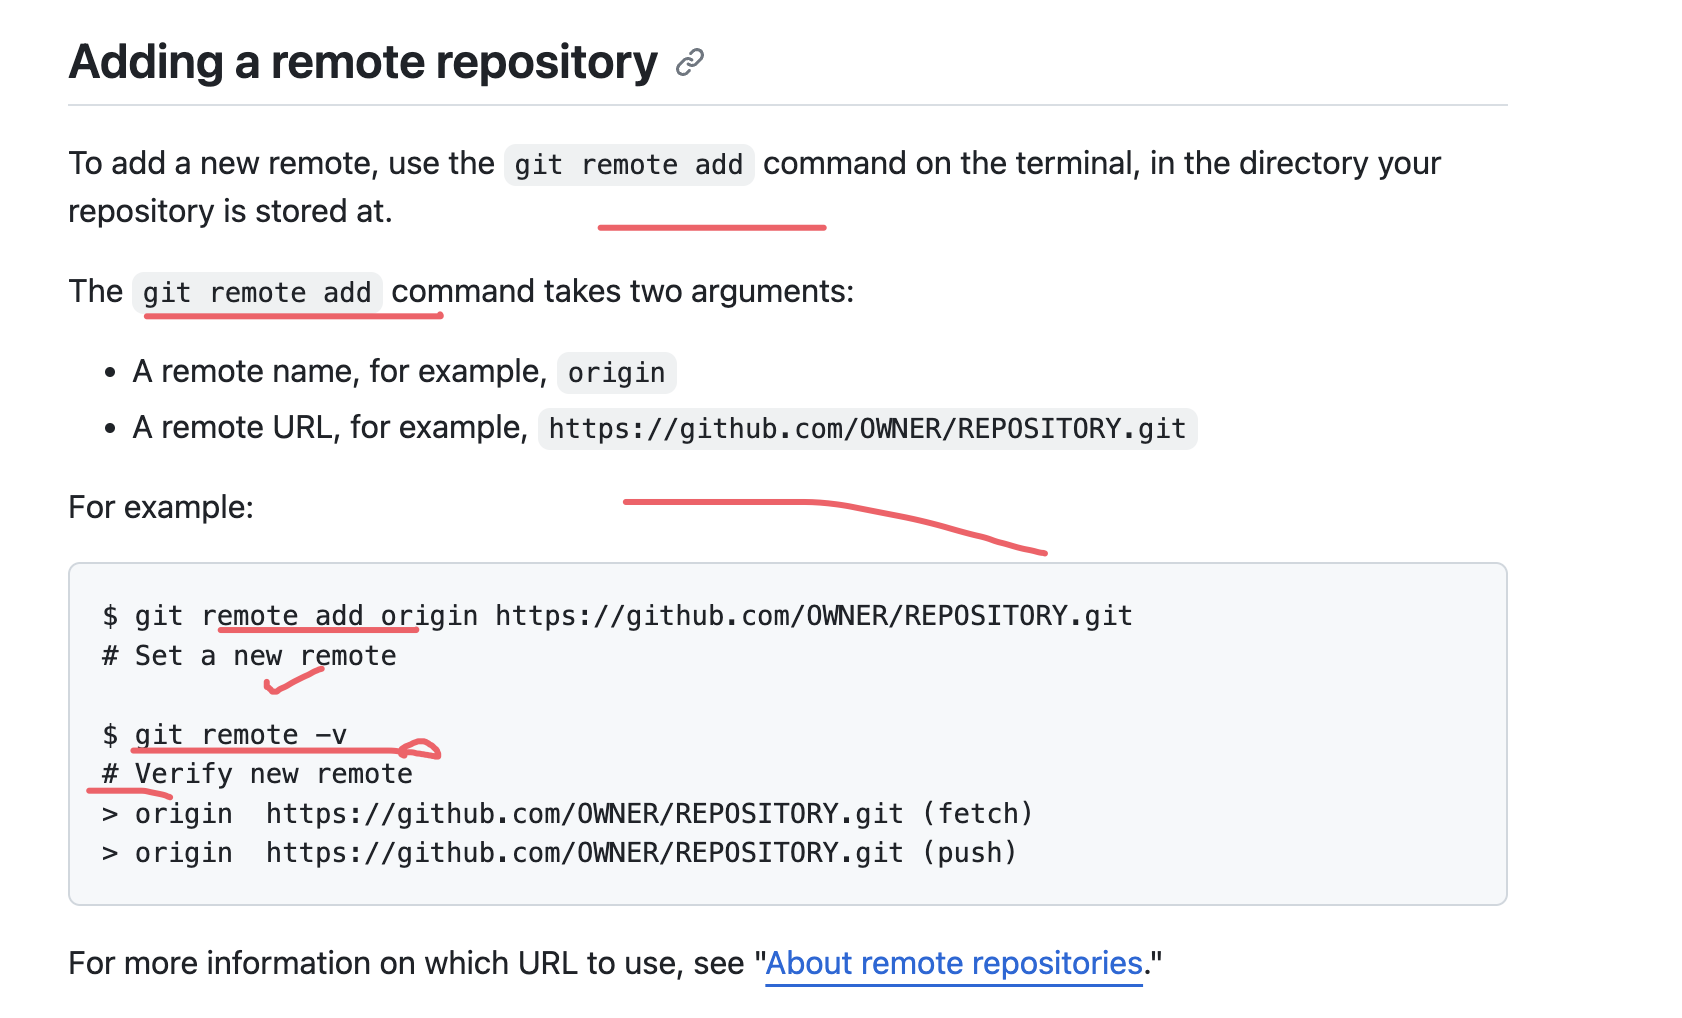 Adding a remote repository
To add a new remote, use the git remote add command on the terminal, in the directory your
repository is stored at.
The git remote add command takes two arguments:
• A remote name, for example, origin
• A remote URL, for example, https://github.com/OWNER/REPOSITORY.git
For example:
$ git remote add origin https://github.com/OWNER/REPOSITORY.git
# Set a new remote
$ git remote -v
# Verify new remote
> origin  https://github.com/OWNER/REPOSITORY.git (fetch)
> origin  https://github.com/OWNER/REPOSITORY.git (push)
For more information on which URL to use, see "About remote repositories."